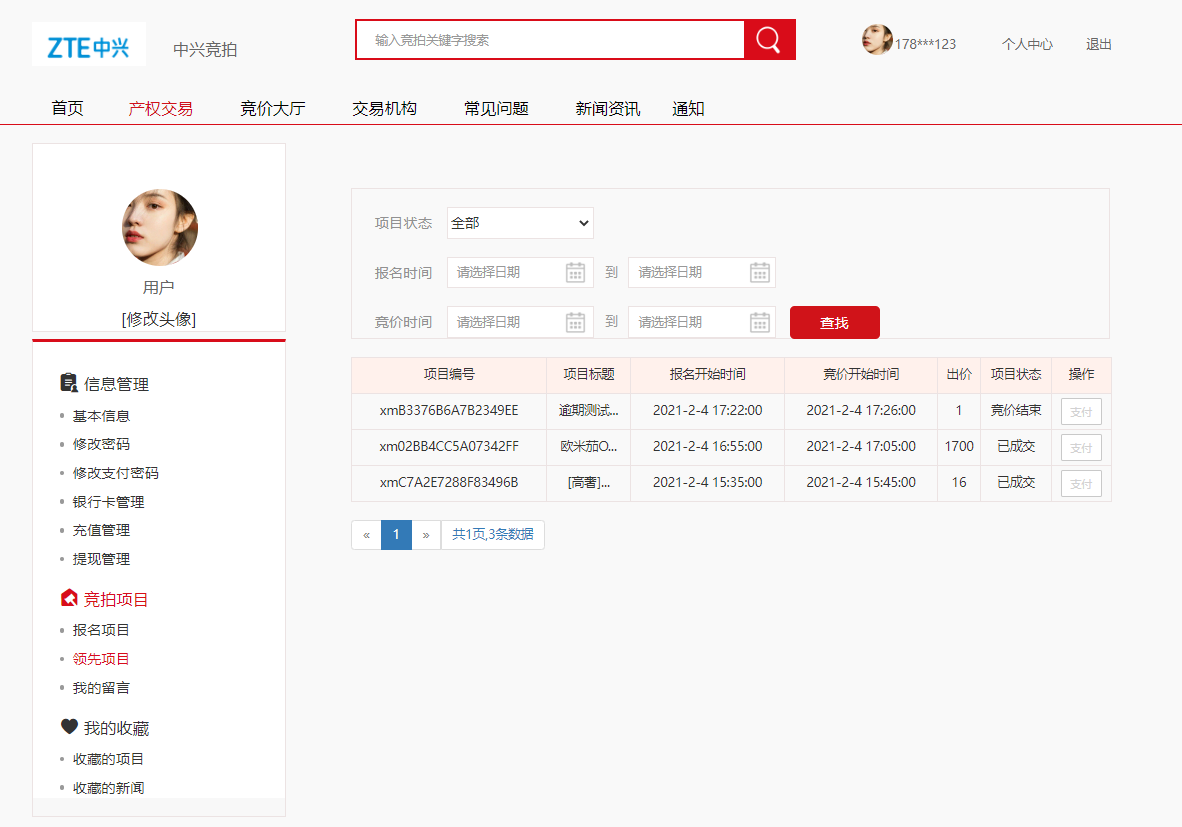 ZTE中兴 中兴竞拍 输入竞拍关键字搜索 178***123 个人中心 退出
首页 产权交易 竞价大厅 交易机构 常见问题 新闻资讯 通知
用户
[修改头像]
信息管理
基本信息
修改密码
修改支付密码
银行卡管理
充值管理
提现管理
竞拍项目
报名项目
领先项目
我的留言
我的收藏
收藏的项目
收藏的新闻
项目状态 全部
报名时间 请选择日期 到 请选择日期
竞价时间 请选择日期 到 请选择日期 查找
项目编号 项目标题 报名开始时间 竞价开始时间 出价 项目状态 操作
xmB3376B6A7B2349EE 逾期测试... 2021-2-4 17:22:00 2021-2-4 17:26:00 1 竞价结束 支付
xm02BB4CC5A07342FF 欧米茄O... 2021-2-4 16:55:00 2021-2-4 17:05:00 1700 已成交 支付
xmC7A2E7288F83496B [高奢]... 2021-2-4 15:35:00 2021-2-4 15:45:00 16 已成交 支付
« 1 » 共1页,3条数据